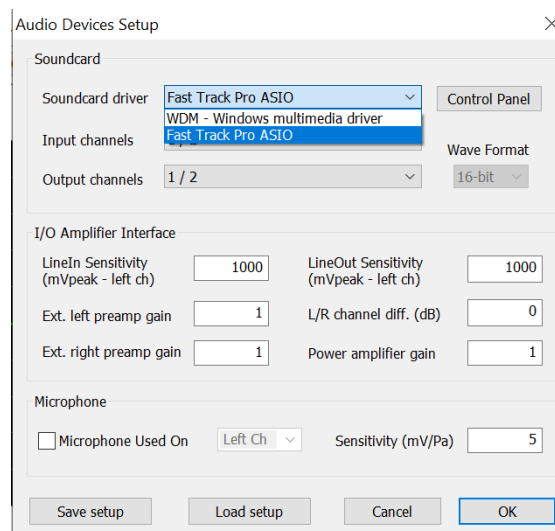 Audio Devices Setup
Soundcard
Soundcard driver
Fast Track Pro ASIO
Control Panel
WDM - Windows multimedia driver
Fast Track Pro ASIO
Input channels
Wave Format
Output channels
1 / 2
16-bit
I/O Amplifier Interface
LineIn Sensitivity
(mVpeak - left ch)
1000
LineOut Sensitivity
(mVpeak - left ch)
1000
Ext. left preamp gain
1
L/R channel diff. (dB)
0
Ext. right preamp gain
1
Power amplifier gain
1
Microphone
Microphone Used On
Left Ch
Sensitivity (mV/Pa)
5
Save setup
Load setup
Cancel
OK